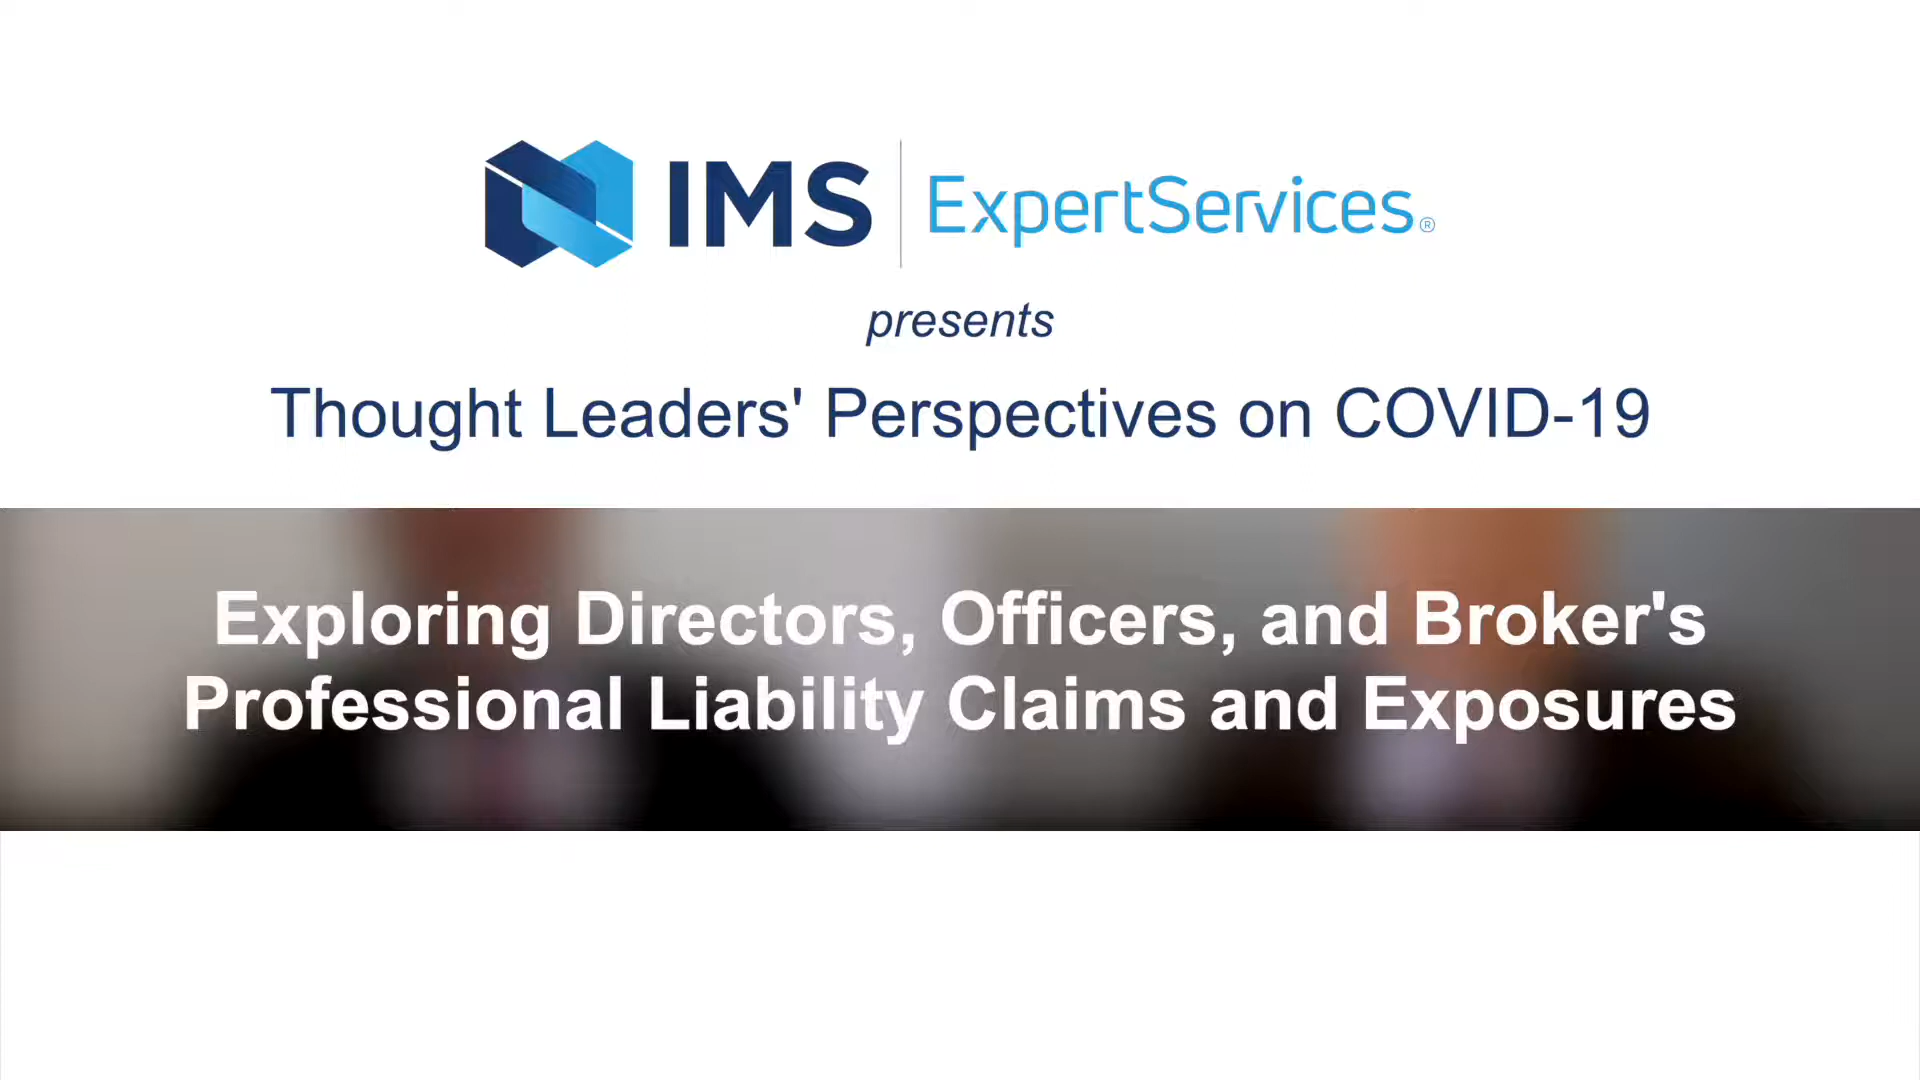 IMS ExpertServices®
presents
Thought Leaders' Perspectives on COVID-19
Exploring Directors, Officers, and Broker's
Professional Liability Claims and Exposures